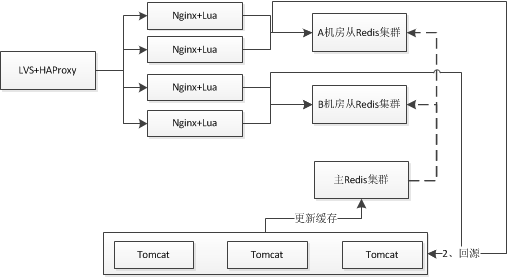 Nginx+Lua
A机房从Redis集群
Nginx+Lua
LVS+HAProxy
Nginx+Lua
B机房从Redis集群
Nginx+Lua
主Redis集群
更新缓存
2、回源
Tomcat
Tomcat
Tomcat